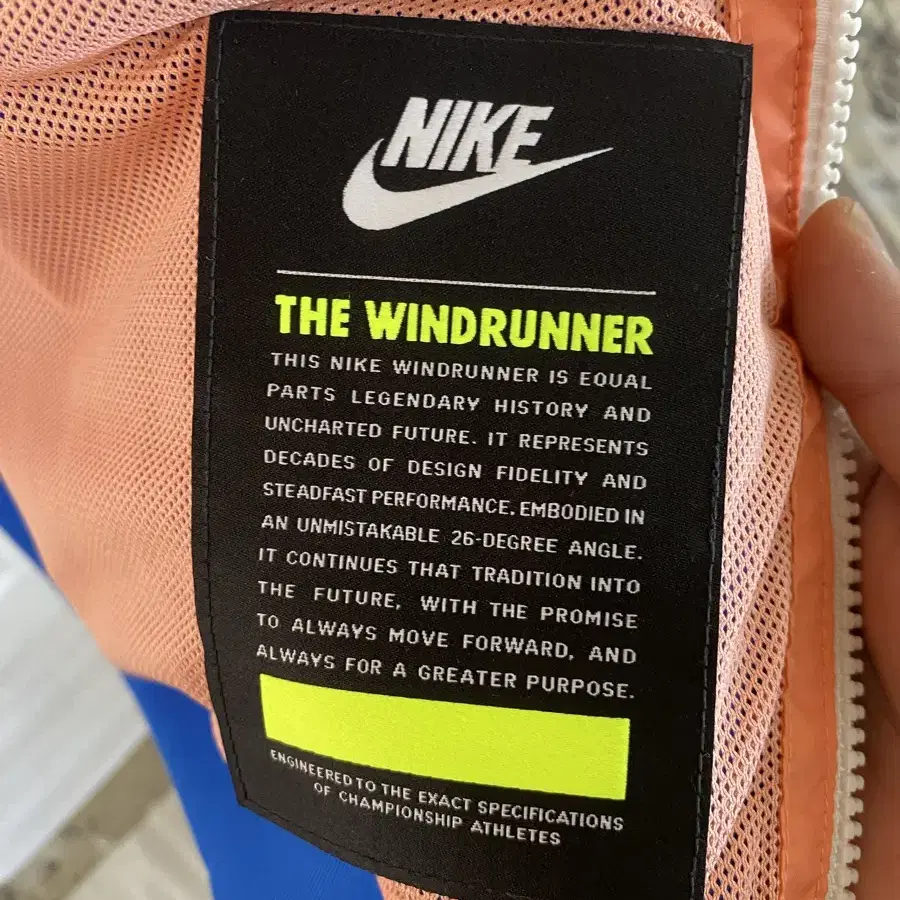 NIKE
THE WINDRUNNER
THIS NIKE WINDRUNNER IS EQUAL
PARTS LEGENDARY HISTORY AND
UNCHARTED FUTURE. IT REPRESENTS
DECADES OF DESIGN FIDELITY AND
STEADFAST PERFORMANCE, EMBODIED IN
AN UNMISTAKABLE 26-DEGREE ANGLE.
IT CONTINUES THAT TRADITION INTO
THE FUTURE, WITH THE PROMISE
TO ALWAYS MOVE FORWARD, AND
ALWAYS FOR A GREATER PURPOSE.
ENGINEERED TO THE EXACT SPECIFICATIONS
OF CHAMPIONSHIP ATHLETES